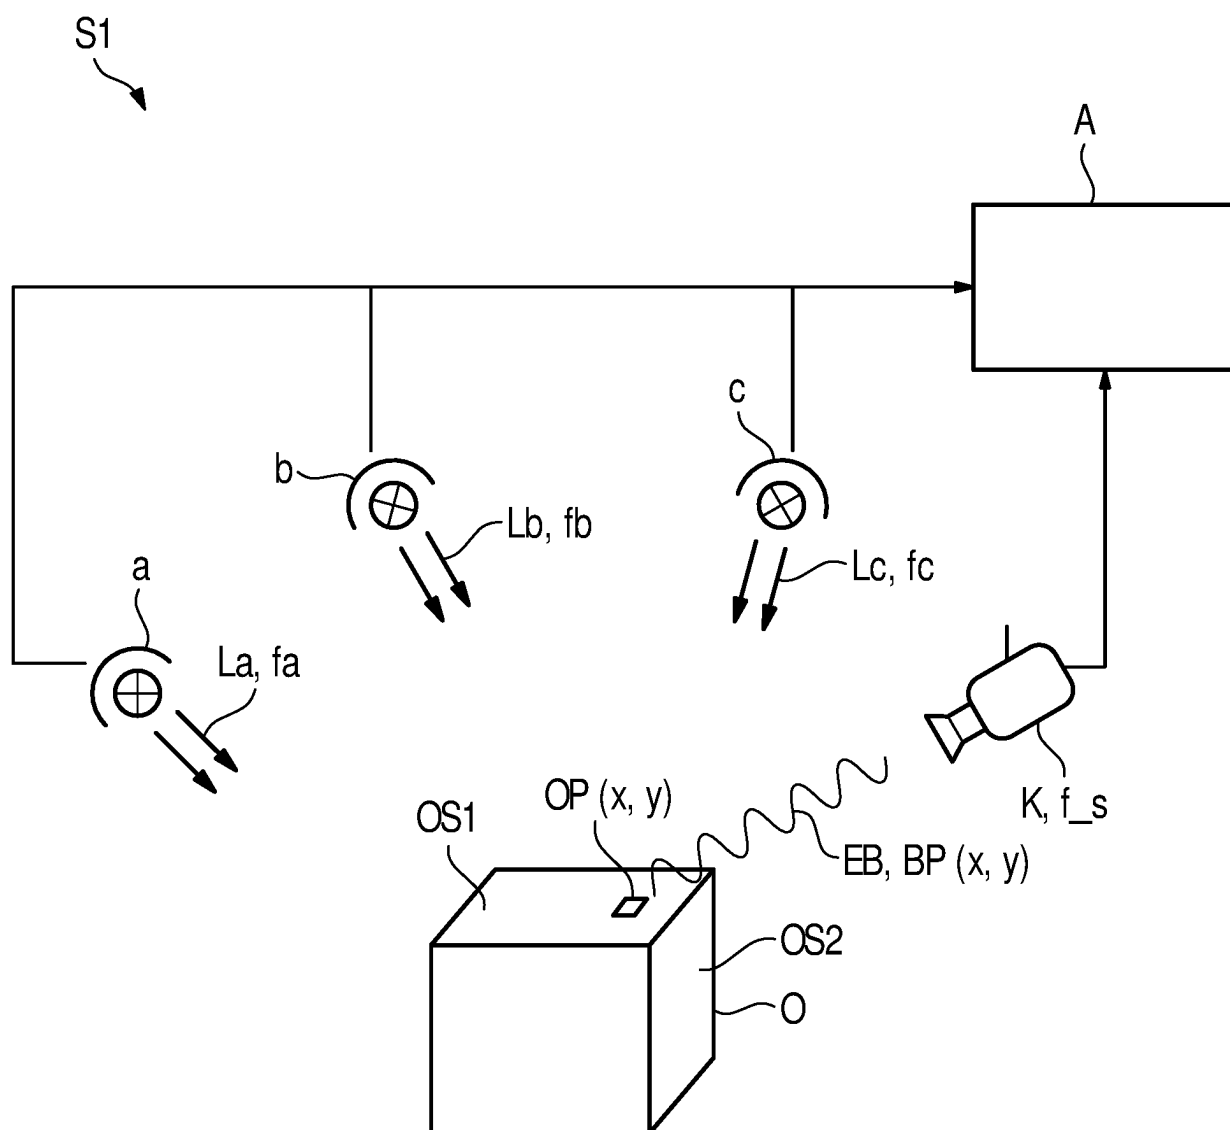 S1
A
c
b
Lb, fb
Lc, fc
a
La, fa
OP (x, y)
K, f_s
OS1
EB, BP (x, y)
OS2
O